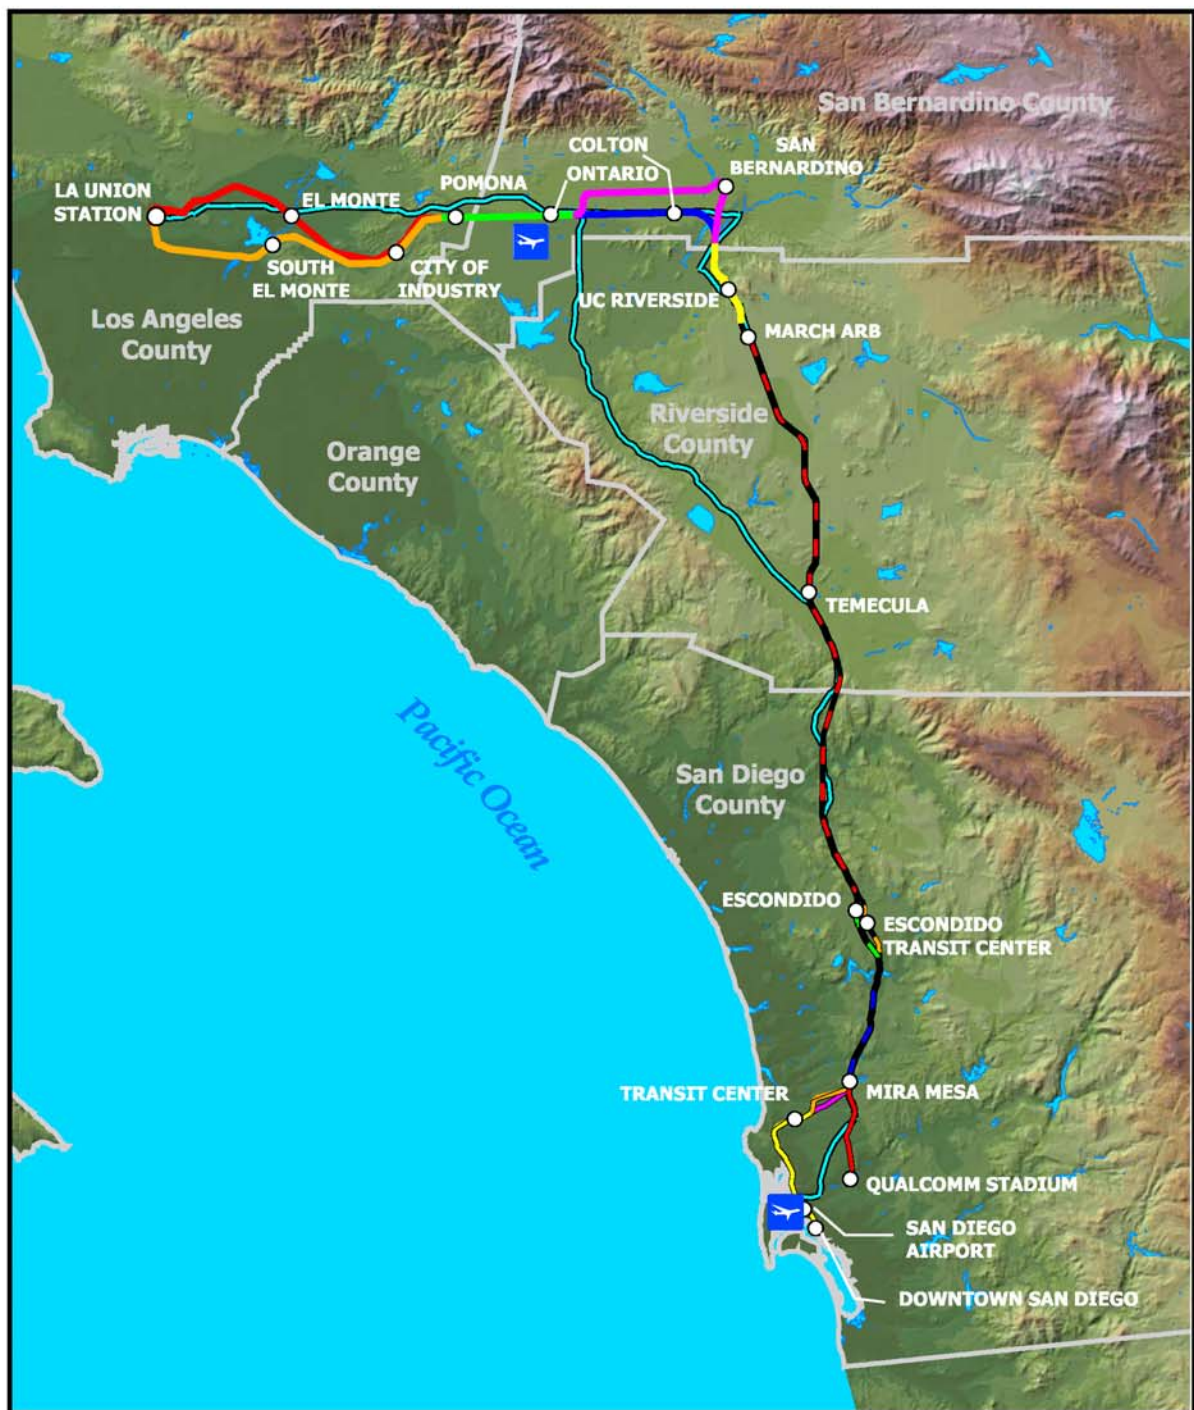 San Bernardino County
COLTON
SAN
BERNARDINO
ONTARIO
POMONA
LA UNION
STATION
EL MONTE
SOUTH
EL MONTE
CITY OF
INDUSTRY
UC RIVERSIDE
MARCH ARB
Los Angeles
County
Riverside
County
Orange
County
TEMECULA
Pacific Ocean
San Diego
County
ESCONDIDO
ESCONDIDO
TRANSIT CENTER
TRANSIT CENTER
MIRA MESA
QUALCOMM STADIUM
SAN DIEGO
AIRPORT
DOWNTOWN SAN DIEGO